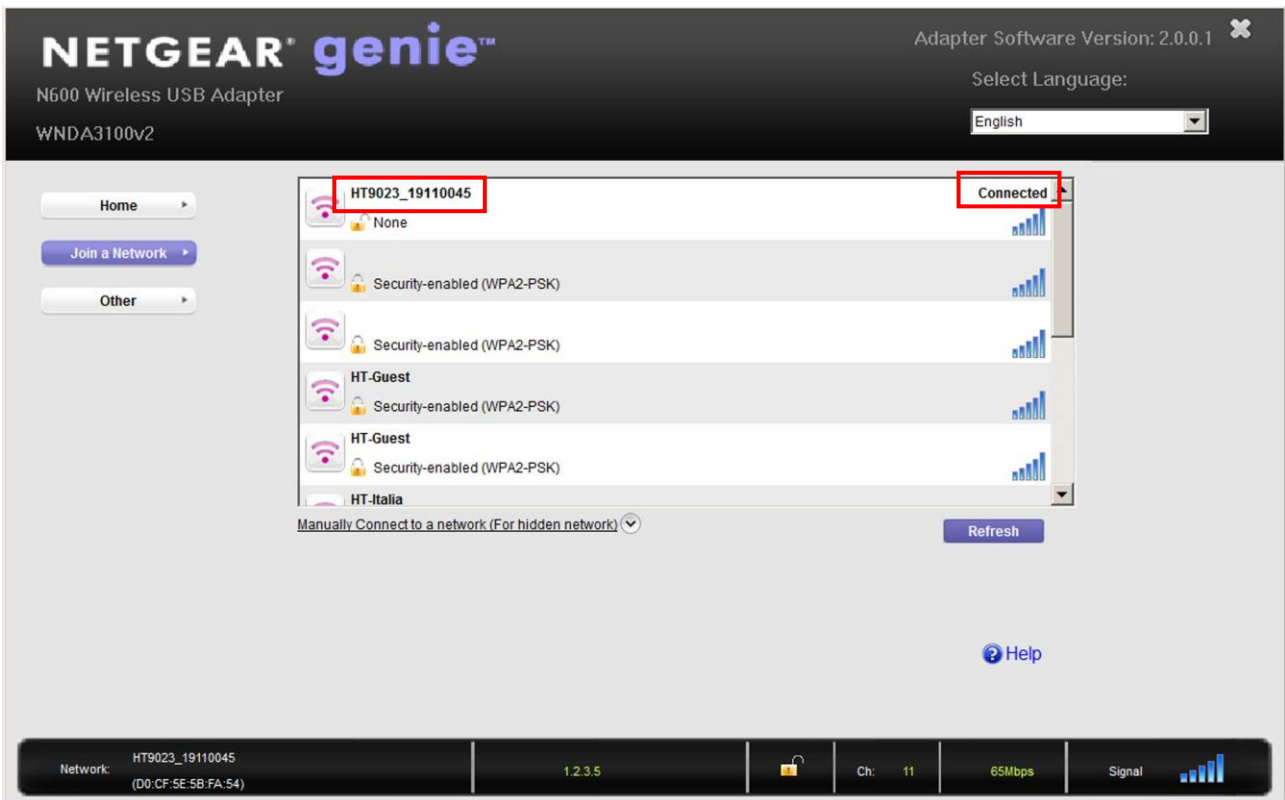 NETGEAR® genie™
Adapter Software Version: 2.0.0.1
N600 Wireless USB Adapter
Select Language:
WNDA3100v2
English
Home
Join a Network
Other
HT9023_19110045 Connected
None
Security-enabled (WPA2-PSK)
Security-enabled (WPA2-PSK)
HT-Guest
Security-enabled (WPA2-PSK)
HT-Guest
Security-enabled (WPA2-PSK)
HT-Italia
Manually Connect to a network (For hidden network)
Refresh
? Help
Network: HT9023_19110045
(D0:CF:5E:5B:FA:54)
1.2.3.5
Ch: 11
65Mbps
Signal